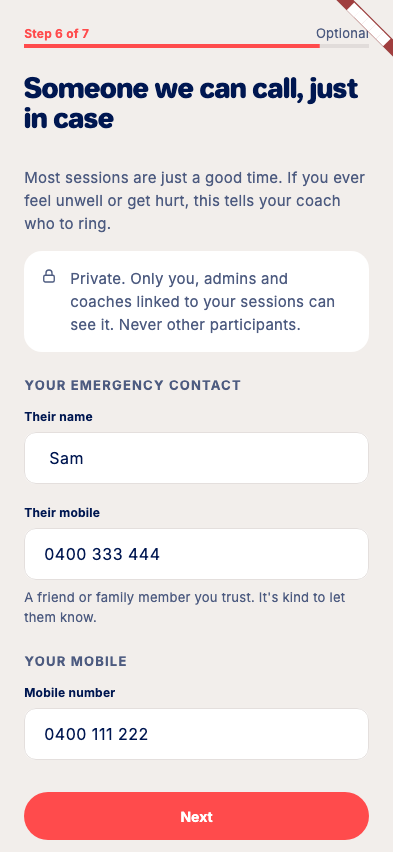 Step 6 of 7
Optional
Someone we can call, just
in case
Most sessions are just a good time. If you ever
feel unwell or get hurt, this tells your coach
who to ring.
Private. Only you, admins and
coaches linked to your sessions can
see it. Never other participants.
YOUR EMERGENCY CONTACT
Their name
Sam
Their mobile
0400 333 444
A friend or family member you trust. It's kind to let
them know.
YOUR MOBILE
Mobile number
0400 111 222
Next